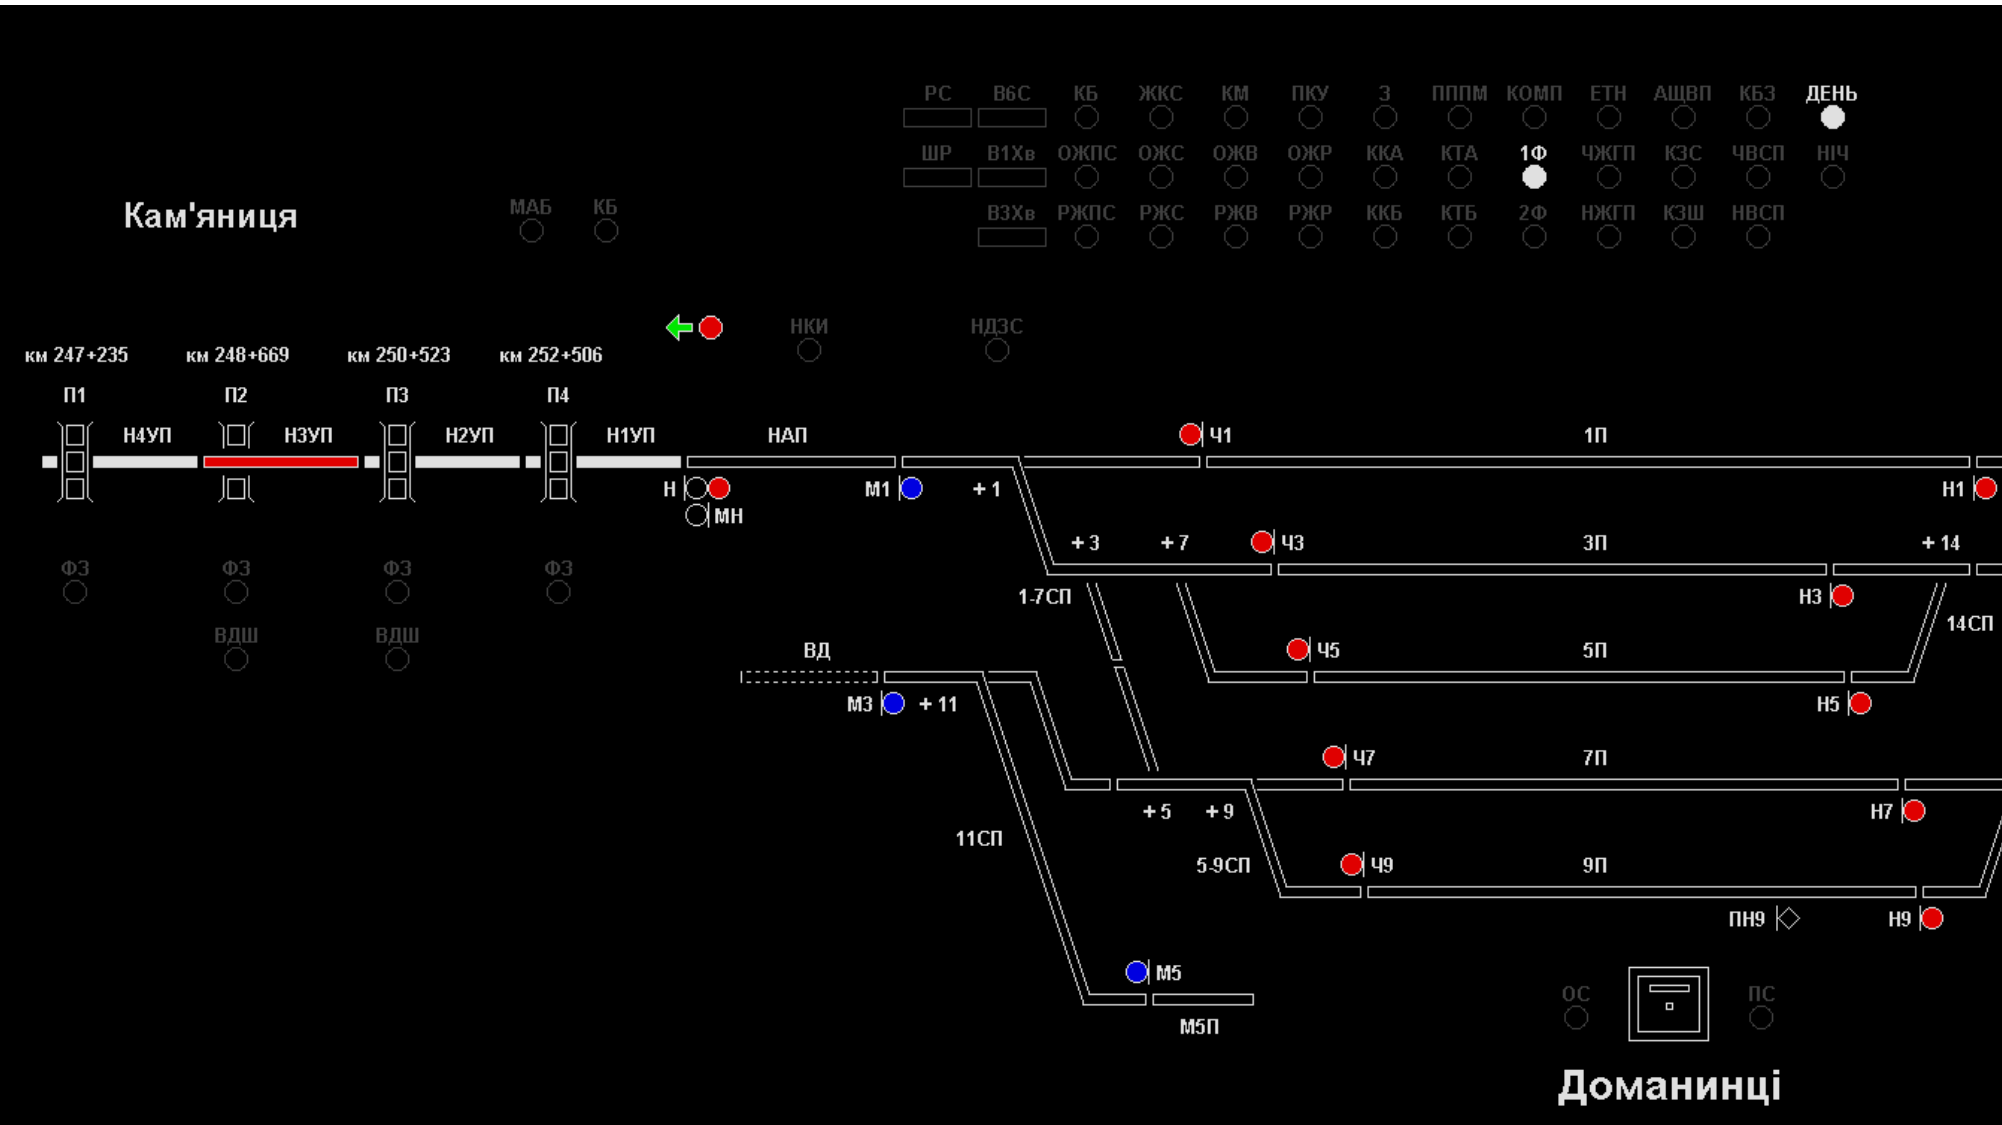 РС В6С КБ ЖКС КМ ПКУ З ПППМ КОМП ЕТН АЩВП КБЗ ДЕНЬ
ШР В1Хв ОЖПС ОЖС ОЖВ ОЖР ККА КТА 1Ф ЧЖГП КЗС ЧВСП НІЧ
Кам'яниця МАБ КБ В3Хв РЖПС РЖС РЖВ РЖР ККБ КТБ 2Ф НЖГП КЗШ НВСП
НКИ НДЗС
км 247+235 км 248+669 км 250+523 км 252+506
П1 П2 П3 П4
Н4УП Н3УП Н2УП Н1УП НАП Ч1 1П
Н М1 + 1 Н1
МН
+ 3 + 7 Ч3 3П + 14
ФЗ ФЗ ФЗ ФЗ
1-7СП Н3
14СП
ВДШ ВДШ
ВД Ч5 5П
М3 + 11 Н5
Ч7 7П
+ 5 + 9 Н7
11СП
5-9СП Ч9 9П
ПН9 Н9
М5
ОС ПС
М5П
Доманинці